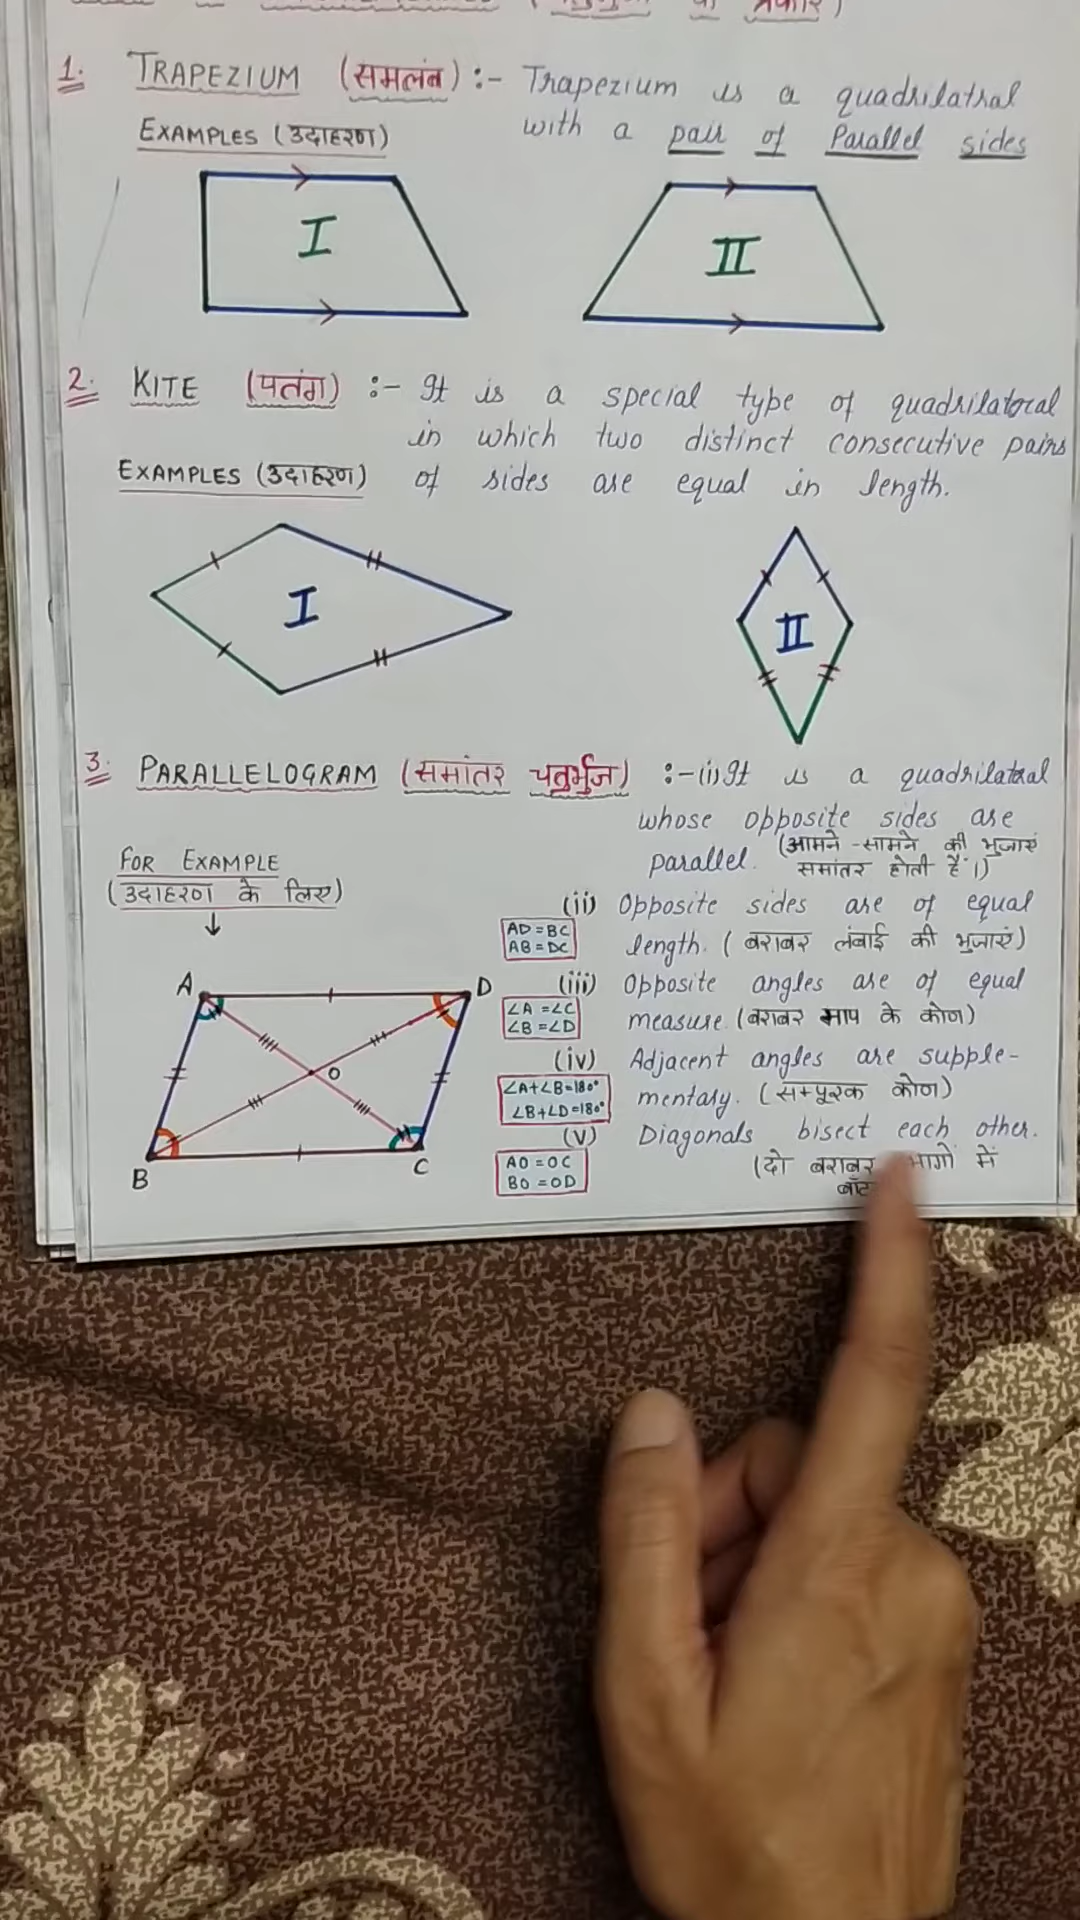 1. TRAPEZIUM (समलंब) :- Trapezium is a quadrilatral
EXAMPLES (उदाहरण)
with a pair of Parallel sides
I
II
2. KITE (पतंग) :- It is a special type of quadrilateral
in which two distinct consecutive pairs
EXAMPLES (उदाहरण) of sides are equal in length.
I
II
3. PARALLELOGRAM (समांतर चतुर्भुज) :- (i) It is a quadrilateral
whose opposite sides are
parallel. (आमने-सामने की भुजाएं
समांतर होती हैं।)
FOR EXAMPLE
(उदाहरण के लिए)
↓
(ii) Opposite sides are of equal
length. (बराबर लंबाई की भुजाएं)
AD = BC
AB = DC
(iii) Opposite angles are of equal
measure. (बराबर माप के कोण)
∠A = ∠C
∠B = ∠D
(iv) Adjacent angles are supple-
mentary. (सम्पूरक कोण)
∠A+∠B=180°
∠B+∠D=180°
(v) Diagonals bisect each other.
(दो बराबर भागों में
AO = OC
BO = OD
A
D
O
B
C